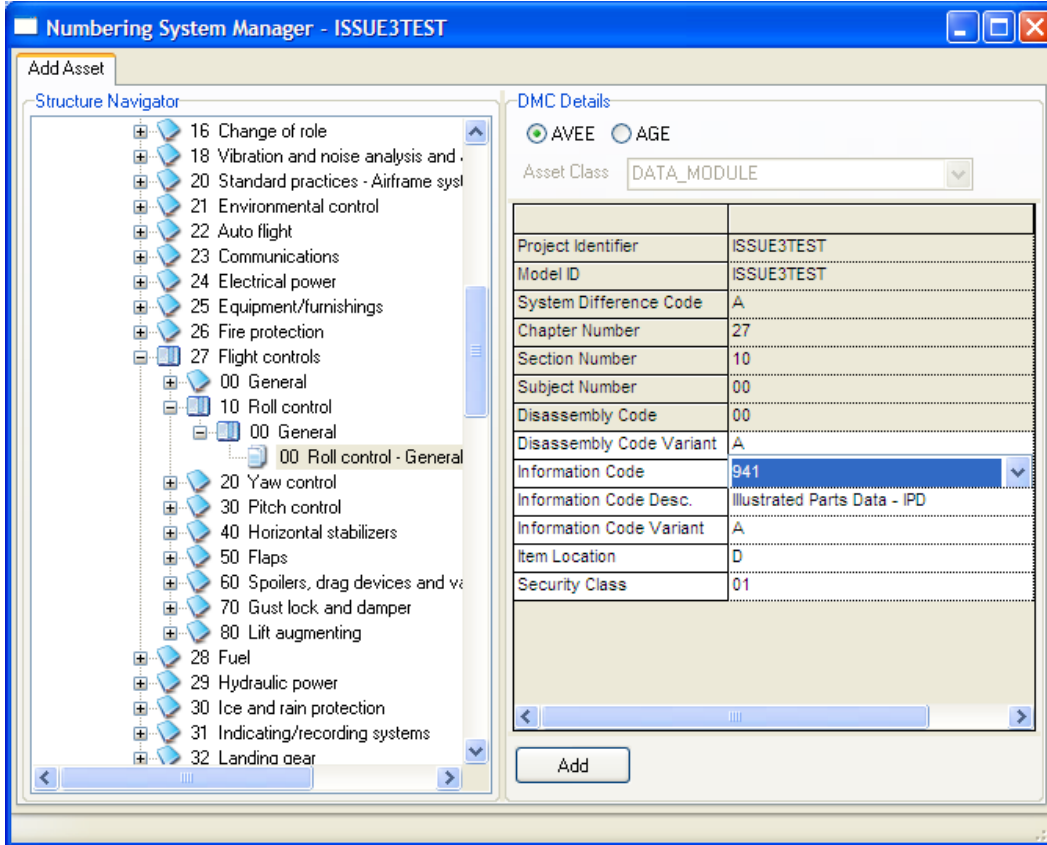 Numbering System Manager - ISSUE3TEST
Add Asset
Structure Navigator
16 Change of role
18 Vibration and noise analysis and
20 Standard practices - Airframe syst
21 Environmental control
22 Auto flight
23 Communications
24 Electrical power
25 Equipment/furnishings
26 Fire protection
27 Flight controls
00 General
10 Roll control
00 General
00 Roll control - General
20 Yaw control
30 Pitch control
40 Horizontal stabilizers
50 Flaps
60 Spoilers, drag devices and va
70 Gust lock and damper
80 Lift augmenting
28 Fuel
29 Hydraulic power
30 Ice and rain protection
31 Indicating/recording systems
32 Landing gear
DMC Details
AVEE AGE
Asset Class DATA_MODULE
Project Identifier ISSUE3TEST
Model ID ISSUE3TEST
System Difference Code A
Chapter Number 27
Section Number 10
Subject Number 00
Disassembly Code 00
Disassembly Code Variant A
Information Code 941
Information Code Desc. Illustrated Parts Data - IPD
Information Code Variant A
Item Location D
Security Class 01
Add